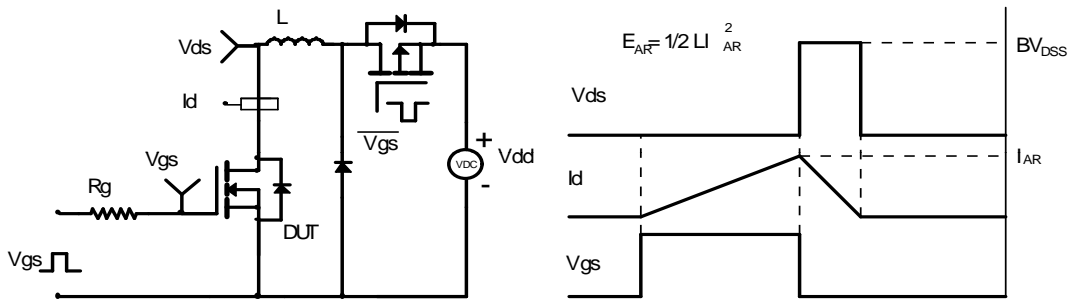 L
Vds
Id
Vgs
Rg
DUT
Vgs
Vgs
+
VDC
-
Vdd
E_AR = 1/2 LI²_AR
BV_DSS
Vds
I_AR
Id
Vgs